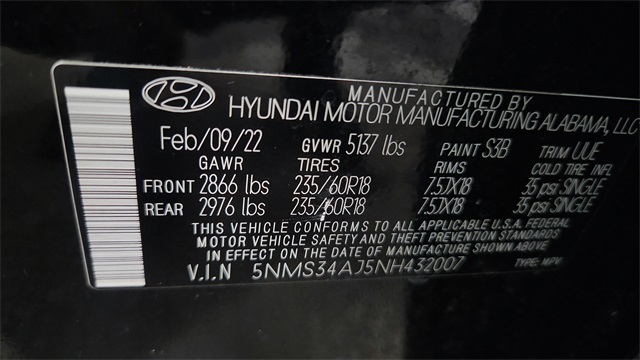 MANUFACTURED BY
HYUNDAI MOTOR MANUFACTURING ALABAMA, LLC
Feb/09/22 GVWR 5137 lbs PAINT S3B TRIM UUE
GAWR TIRES RIMS COLD TIRE INFL
FRONT 2866 lbs 235/60R18 7.5JX18 35 psi SINGLE
REAR 2976 lbs 235/60R18 7.5JX18 35 psi SINGLE
THIS VEHICLE CONFORMS TO ALL APPLICABLE U.S.A. FEDERAL
MOTOR VEHICLE SAFETY AND THEFT PREVENTION STANDARDS
IN EFFECT ON THE DATE OF MANUFACTURE SHOWN ABOVE.
V.I.N 5NMS34AJ5NH432007 TYPE: MPV